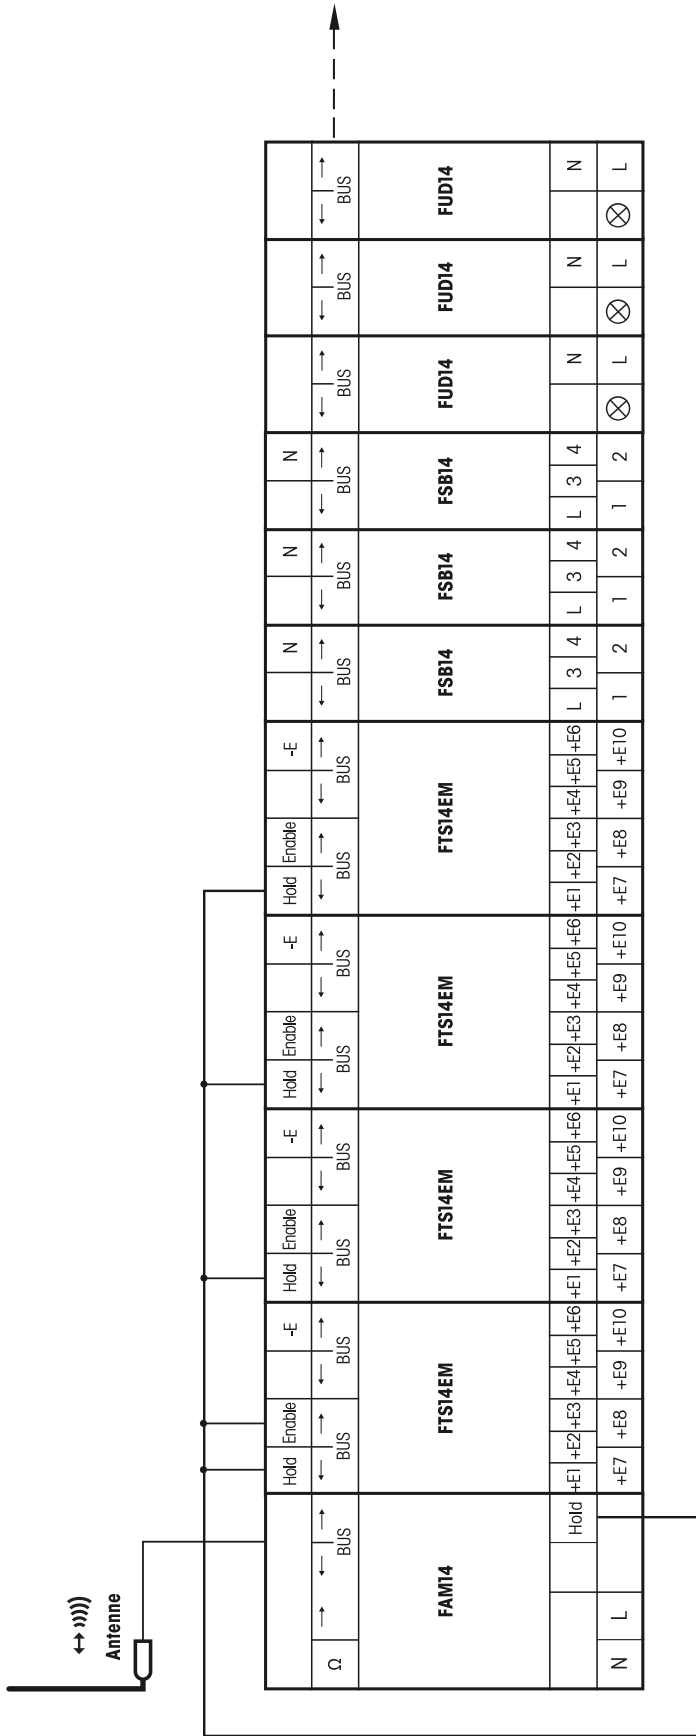 Antenne
Hold Enable -E Hold Enable -E Hold Enable -E Hold Enable -E N N N
Ω BUS BUS BUS BUS BUS BUS BUS BUS BUS BUS BUS BUS BUS BUS BUS
FAM14 FTS14EM FTS14EM FTS14EM FTS14EM FSB14 FSB14 FSB14 FUD14 FUD14 FUD14
Hold +E1 +E2 +E3 +E4 +E5 +E6 +E1 +E2 +E3 +E4 +E5 +E6 +E1 +E2 +E3 +E4 +E5 +E6 +E1 +E2 +E3 +E4 +E5 +E6 L 3 4 L 3 4 L 3 4 N N N
N L +E7 +E8 +E9 +E10 +E7 +E8 +E9 +E10 +E7 +E8 +E9 +E10 +E7 +E8 +E9 +E10 1 2 1 2 1 2 L L L